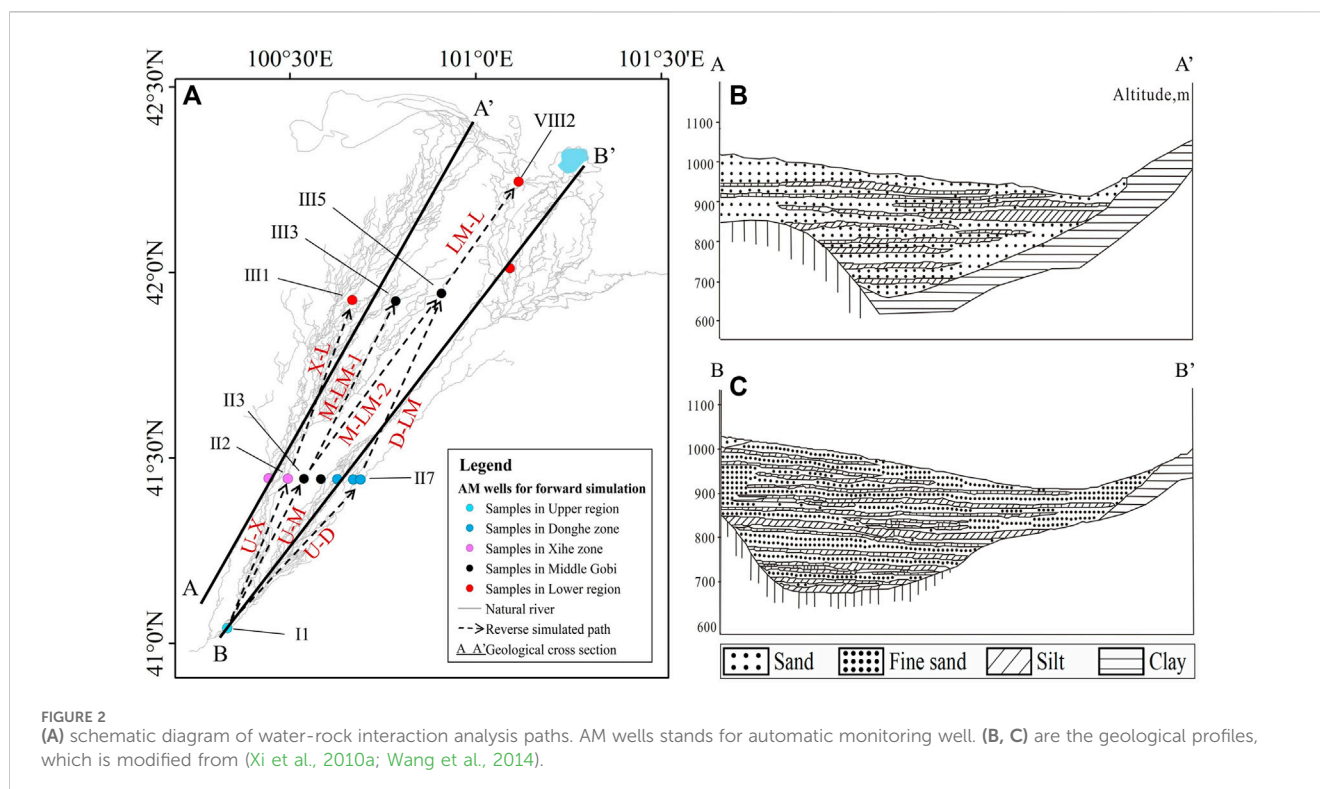 100°30'E
101°0'E
101°30'E
42°30'N
42°0'N
41°30'N
41°0'N
A
A'
VIII2
B'
III5
III3
III1
LM-L
X-L
M-LM-1
M-LM-2
D-LM
II3
II2
II7
U-X
U-M
U-D
A
B
I1
Legend
AM wells for forward simulation
Samples in Upper region
Samples in Donghe zone
Samples in Xihe zone
Samples in Middle Gobi
Samples in Lower region
Natural river
Reverse simulated path
A A' Geological cross section
A
A'
B
Altitude,m
1100
1000
900
800
700
600
B
B'
C
1100
1000
900
800
700
600
Sand
Fine sand
Silt
Clay
FIGURE 2
(A) schematic diagram of water-rock interaction analysis paths. AM wells stands for automatic monitoring well. (B, C) are the geological profiles,
which is modified from (Xi et al., 2010a; Wang et al., 2014).